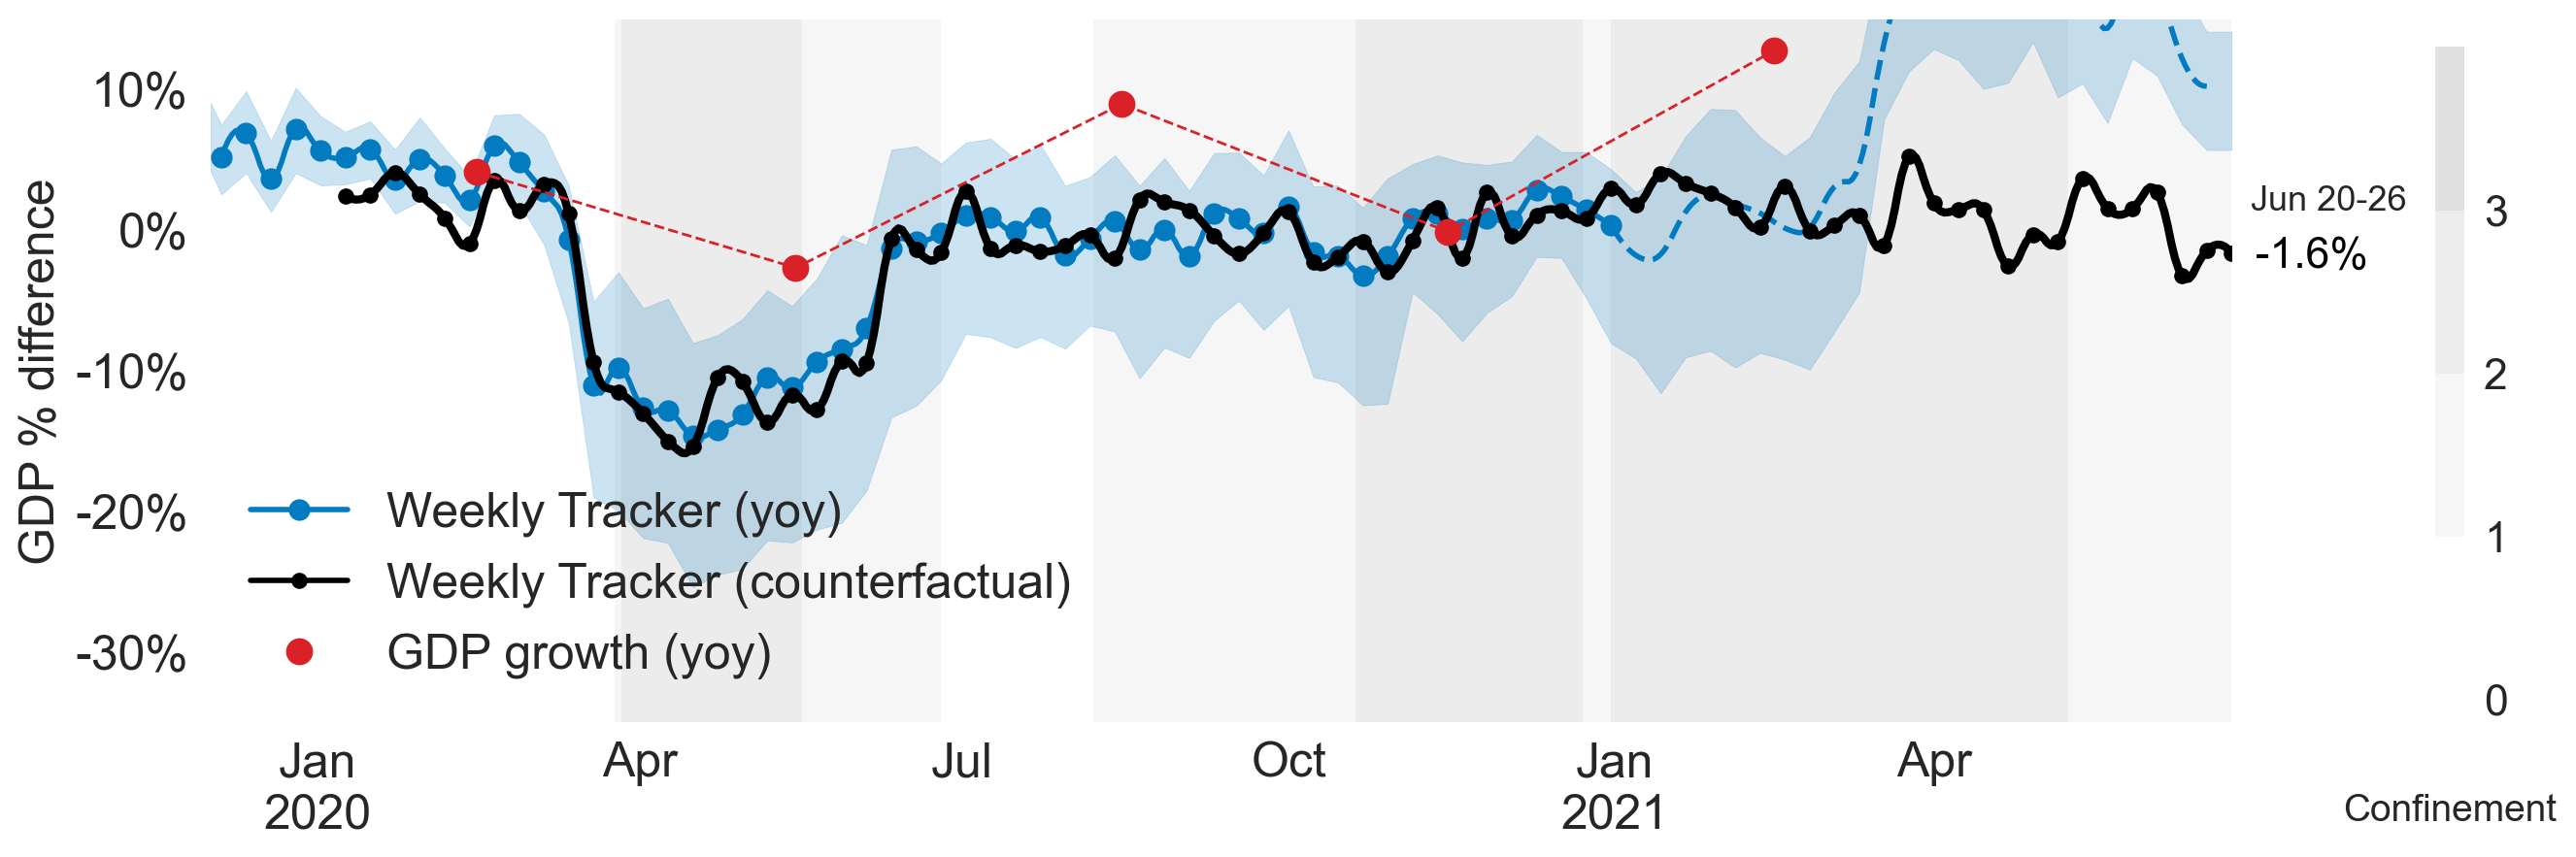 GDP % difference
10%
0%
-10%
-20%
-30%
Weekly Tracker (yoy)
Weekly Tracker (counterfactual)
GDP growth (yoy)
Jan
2020
Apr
Jul
Oct
Jan
2021
Apr
Jun 20-26
-1.6%
3
2
1
0
Confinement